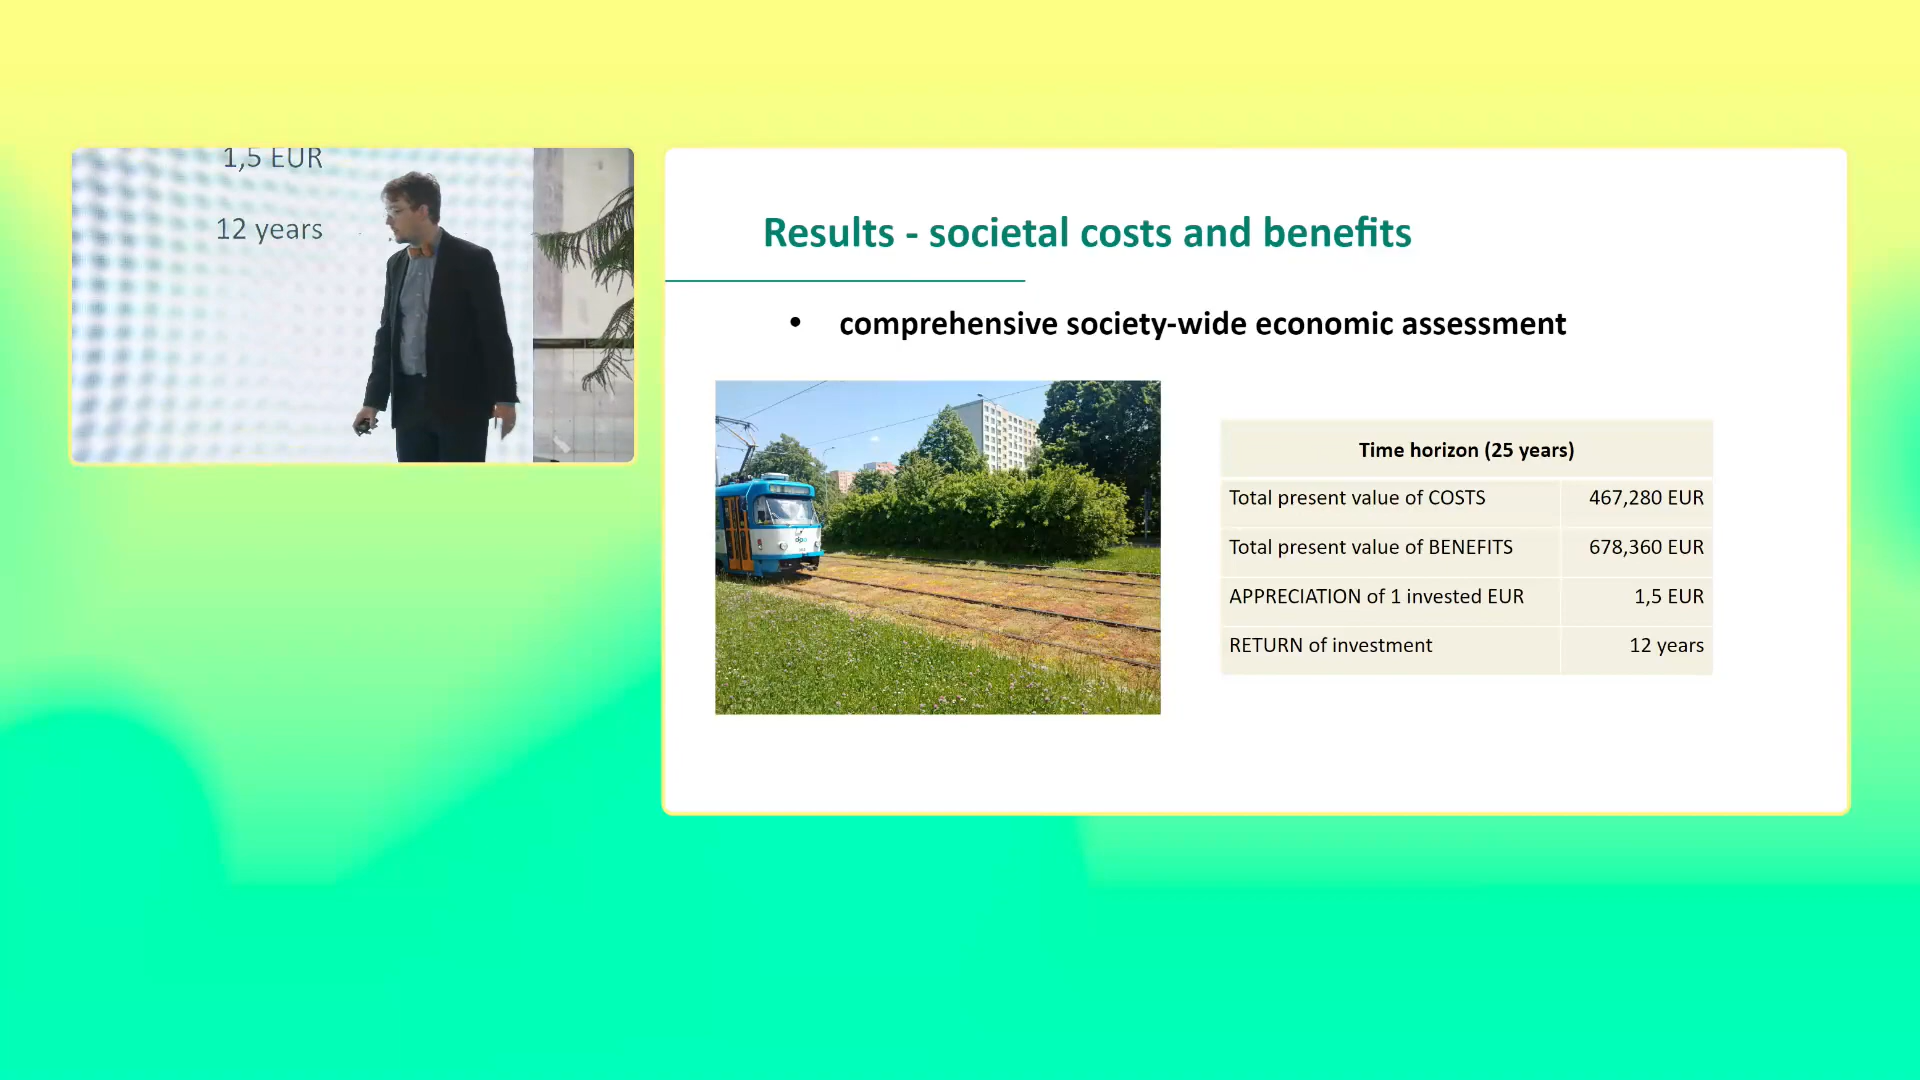 1,5 EUR
12 years
Results - societal costs and benefits
• comprehensive society-wide economic assessment
Time horizon (25 years)
Total present value of COSTS 467,280 EUR
Total present value of BENEFITS 678,360 EUR
APPRECIATION of 1 invested EUR 1,5 EUR
RETURN of investment 12 years
dpo